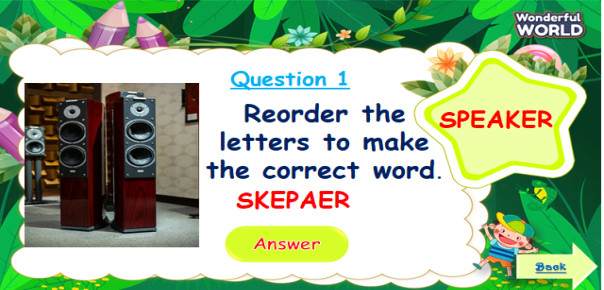 Wonderful
WORLD
Question 1
Reorder the
letters to make
the correct word.
SKEPAER
SPEAKER
Answer
Back